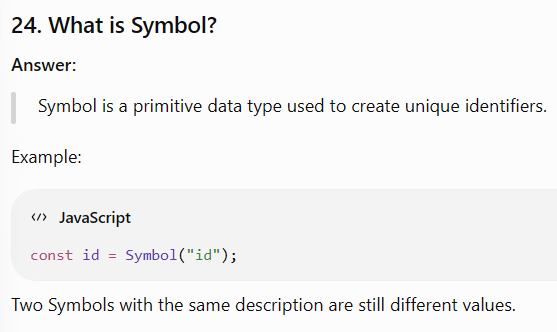 24. What is Symbol?
Answer:
Symbol is a primitive data type used to create unique identifiers.
Example:
</> JavaScript
const id = Symbol("id");
Two Symbols with the same description are still different values.